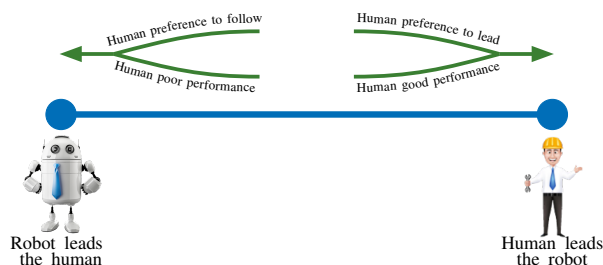 Human preference to follow
Human poor performance
Human preference to lead
Human good performance
Robot leads
the human
Human leads
the robot